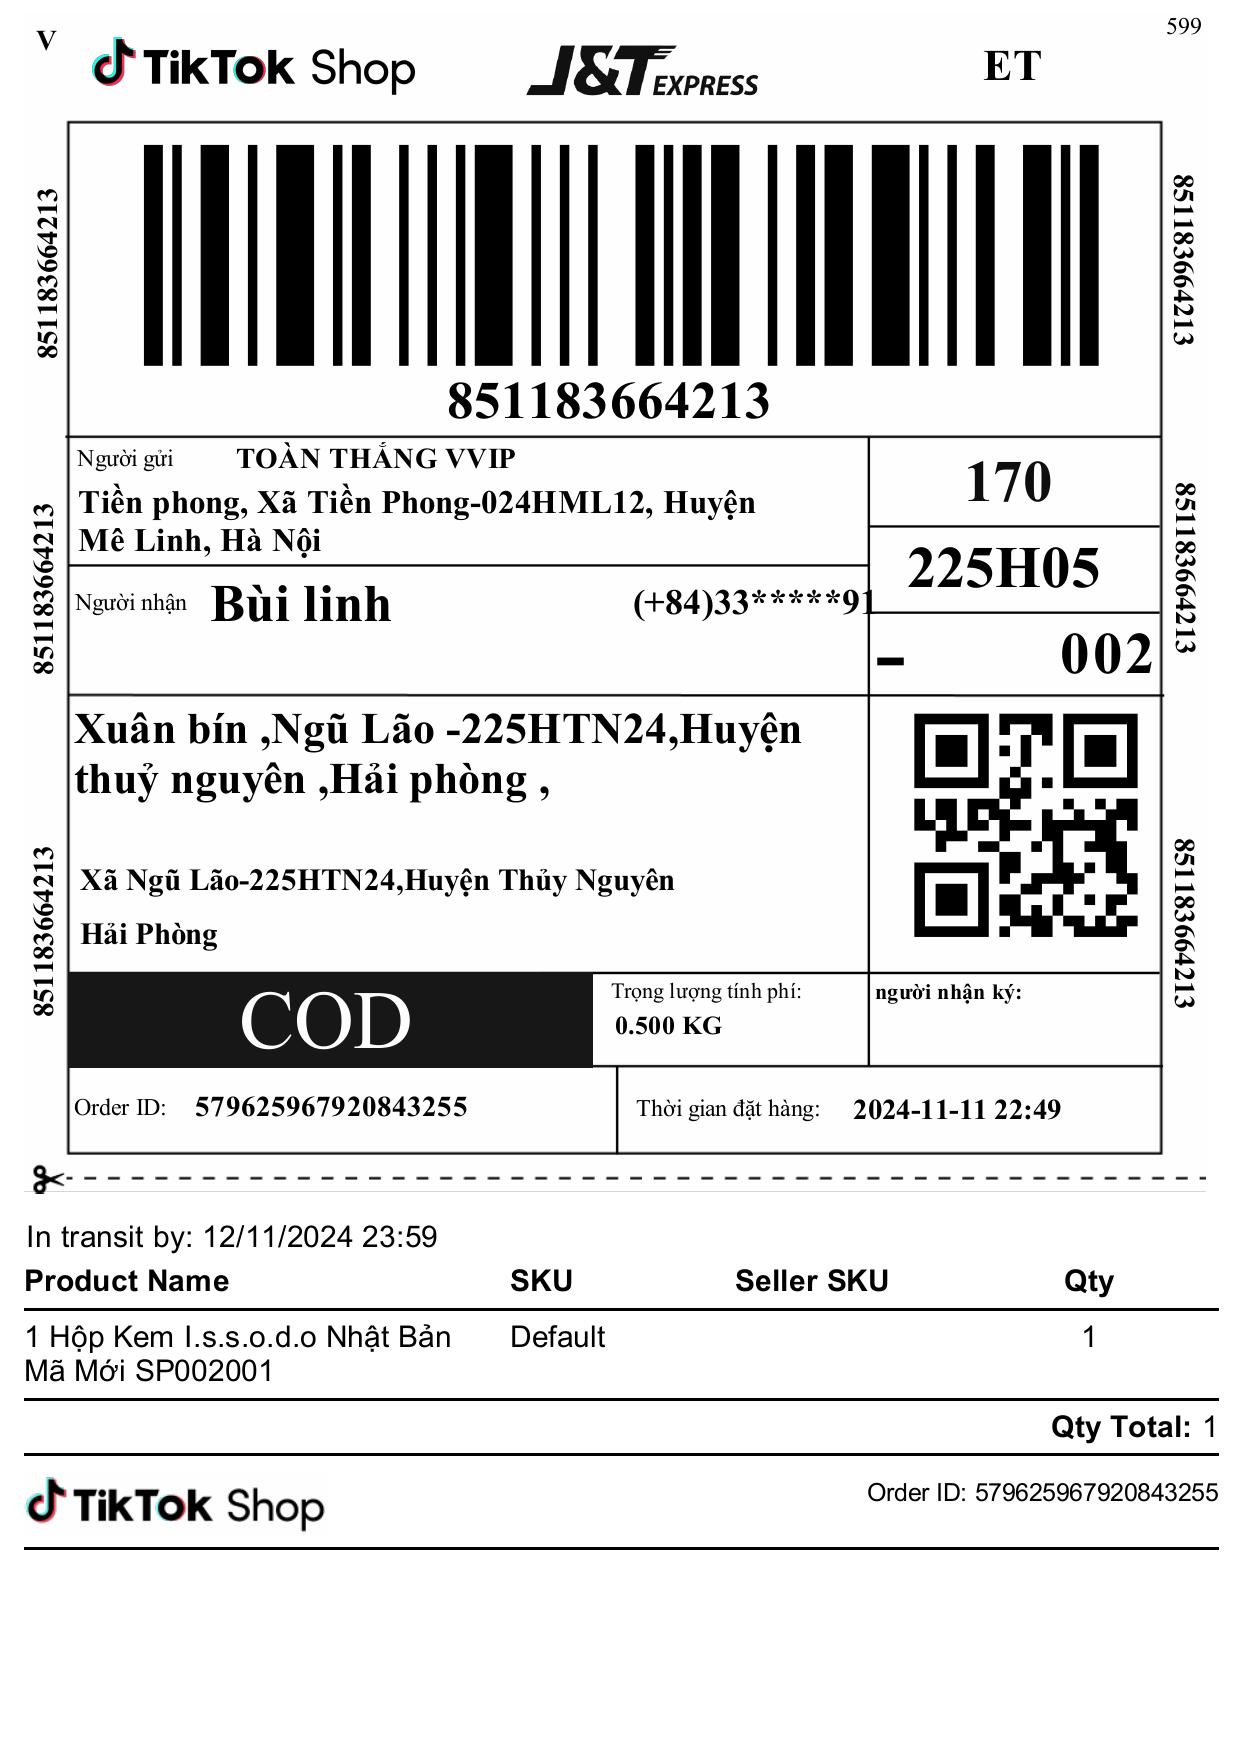 V
TikTok Shop
J&T EXPRESS
ET
599
851183664213
851183664213
851183664213
Người gửi TOÀN THẮNG VVIP
Tiền phong, Xã Tiền Phong-024HML12, Huyện
Mê Linh, Hà Nội
170
225H05
851183664213
851183664213
Người nhận Bùi linh (+84)33*****91
- 002
Xuân bín ,Ngũ Lão -225HTN24,Huyện
thuỷ nguyên ,Hải phòng ,
Xã Ngũ Lão-225HTN24,Huyện Thủy Nguyên
Hải Phòng
851183664213
851183664213
COD
Trọng lượng tính phí:
0.500 KG
người nhận ký:
Order ID: 579625967920843255
Thời gian đặt hàng: 2024-11-11 22:49
In transit by: 12/11/2024 23:59
Product Name SKU Seller SKU Qty
1 Hộp Kem I.s.s.o.d.o Nhật Bản Default 1
Mã Mới SP002001
Qty Total: 1
TikTok Shop
Order ID: 579625967920843255